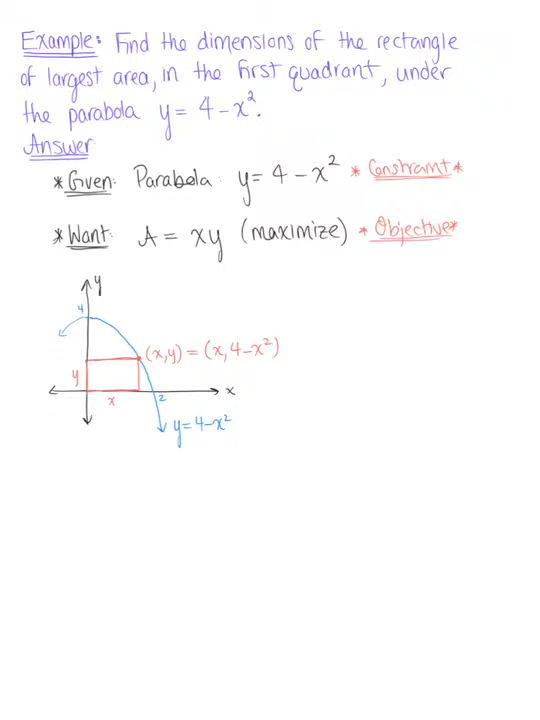 Example: Find the dimensions of the rectangle
of largest area, in the first quadrant, under
the parabola y = 4 - x².
Answer
*Given: Parabola: y = 4 - x² *Constraint*
*Want: A = xy (maximize) *Objective*
y
4
(x,y) = (x, 4-x²)
y
x
2
x
y = 4-x²